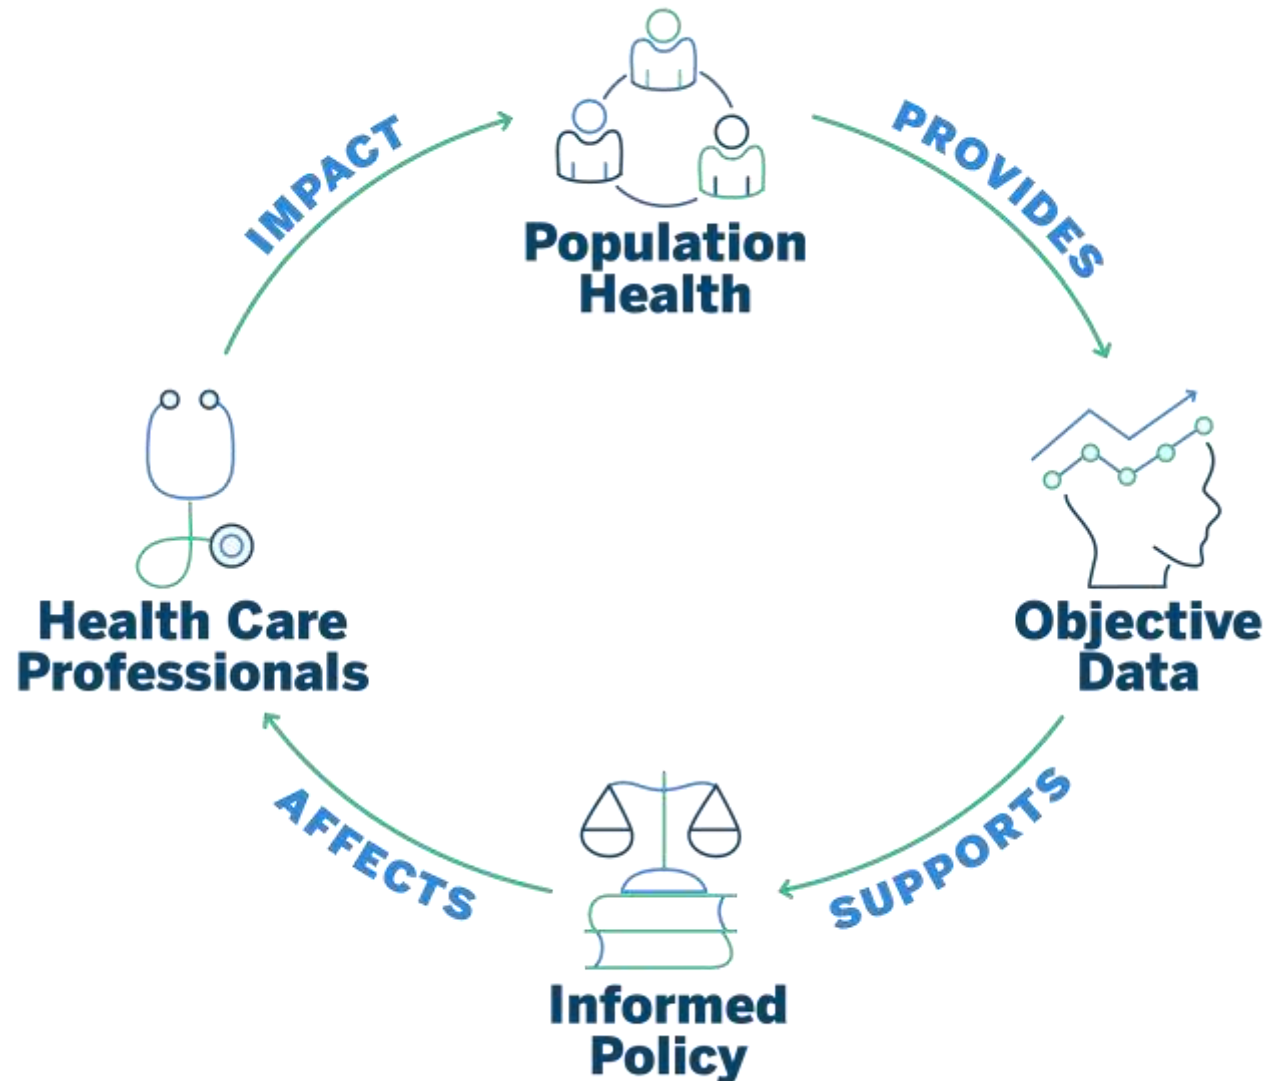 IMPACT
PROVIDES
Population
Health
Health Care
Professionals
Objective
Data
AFFECTS
SUPPORTS
Informed
Policy